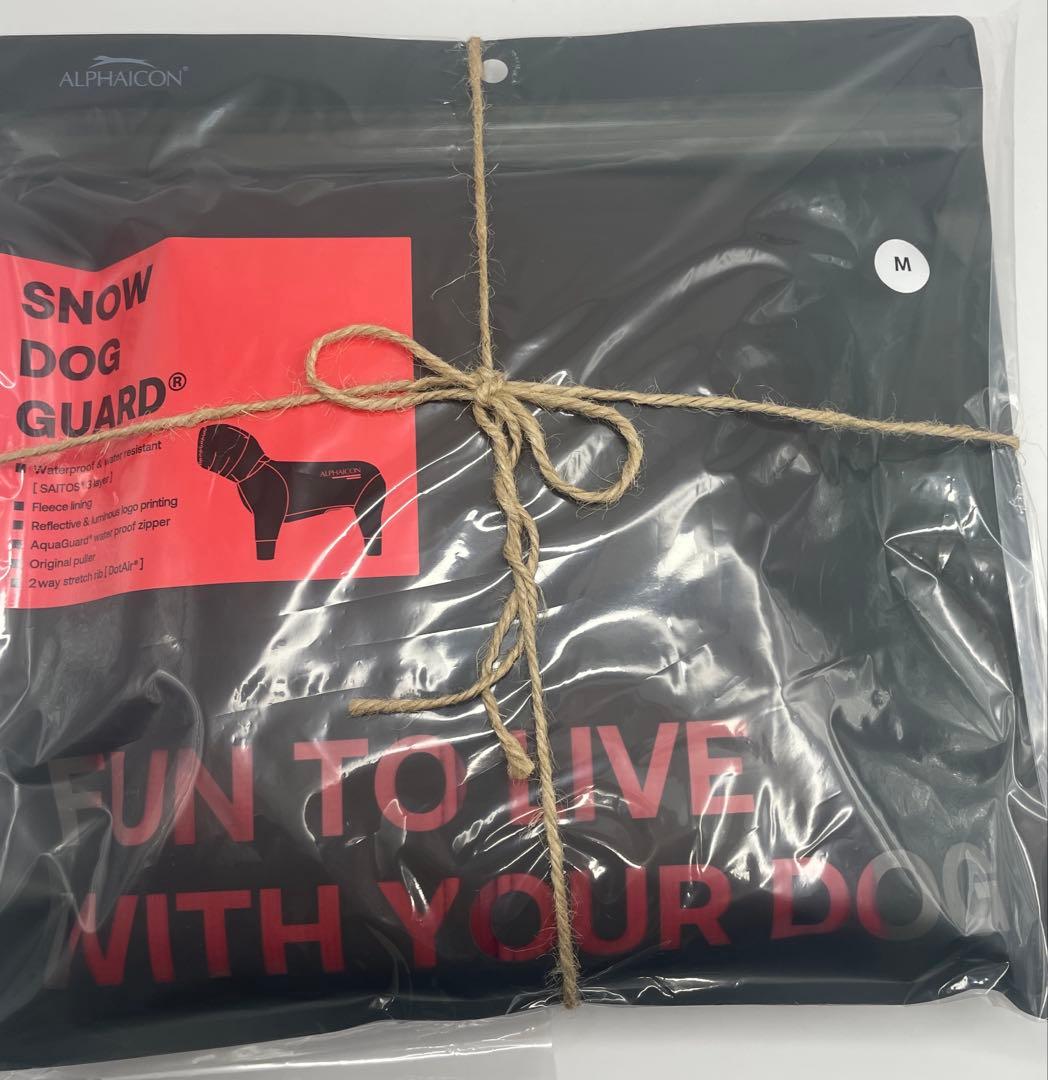 ALPHAICON®
M
SNOW
DOG
GUARD®
Waterproof & water resistant
[ SAITOS® 3 layer ]
Fleece lining
Reflective & luminous logo printing
AquaGuard® water proof zipper
Original puller
2 way stretch rib [ DotAir® ]
ALPHAICON
FUN TO LIVE
WITH YOUR DOG